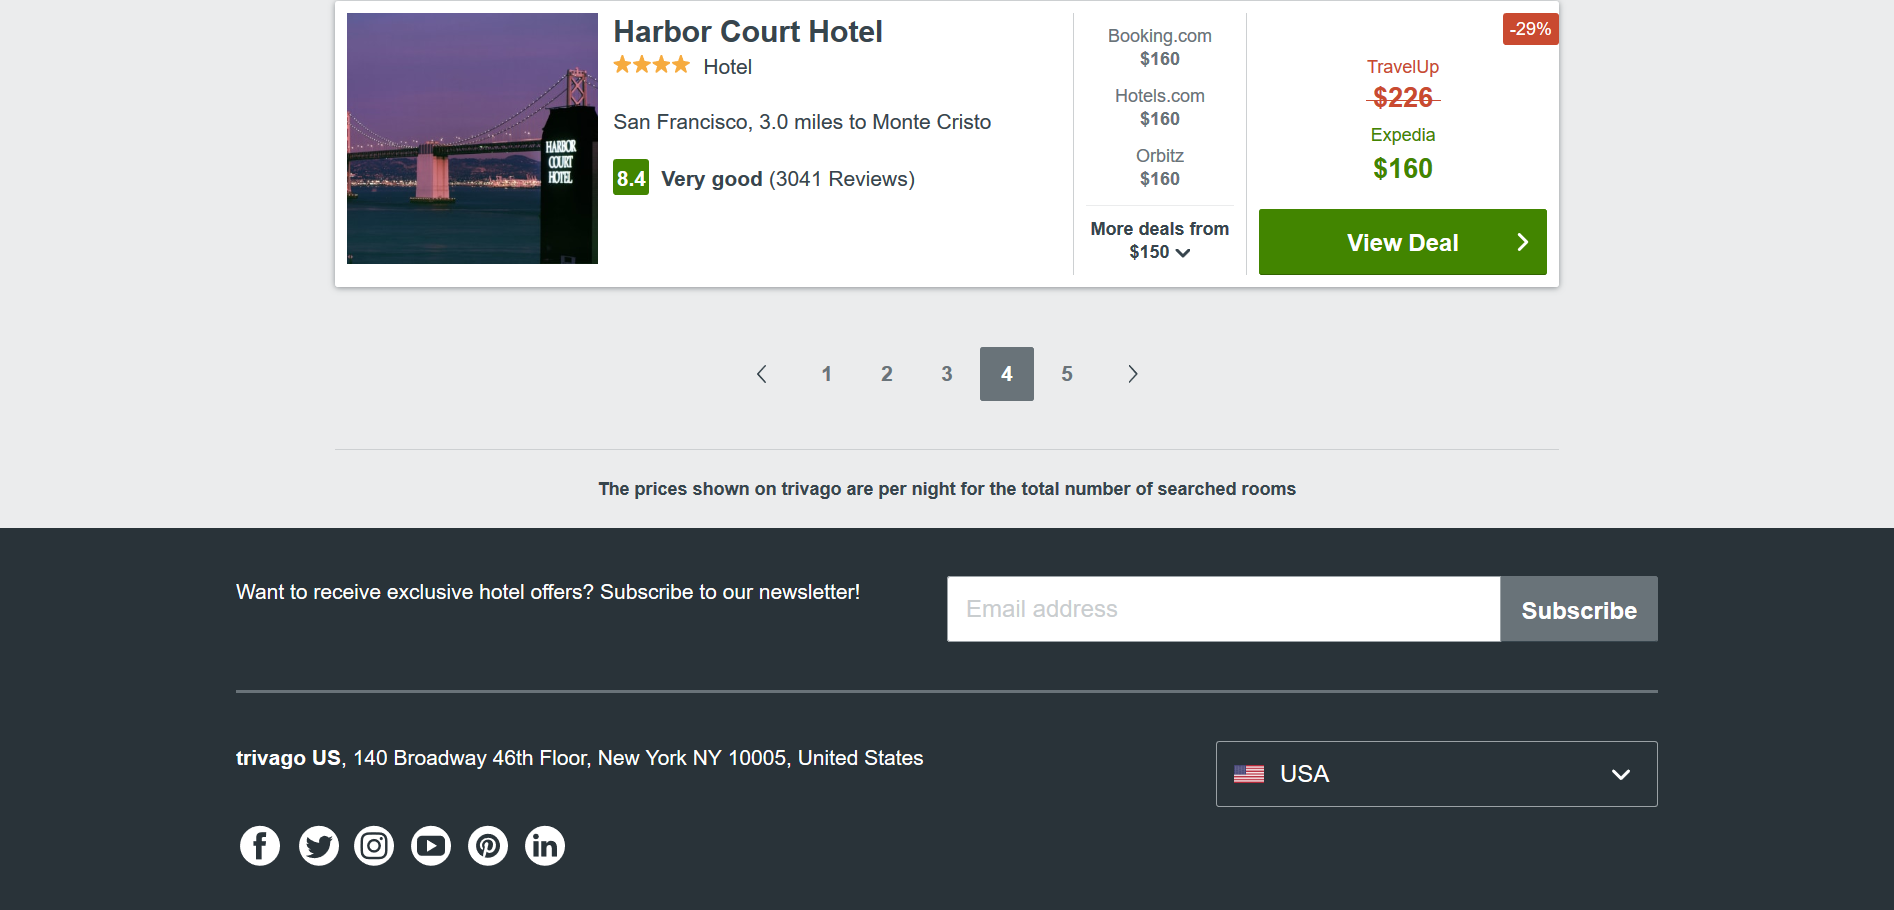 Harbor Court Hotel
Hotel
San Francisco, 3.0 miles to Monte Cristo
8.4 Very good (3041 Reviews)
HARBOR
COURT
HOTEL
Booking.com
$160
Hotels.com
$160
Orbitz
$160
More deals from
$150
-29%
TravelUp
$226
Expedia
$160
View Deal
1 2 3 4 5
The prices shown on trivago are per night for the total number of searched rooms
Want to receive exclusive hotel offers? Subscribe to our newsletter!
Email address
Subscribe
trivago US, 140 Broadway 46th Floor, New York NY 10005, United States
USA